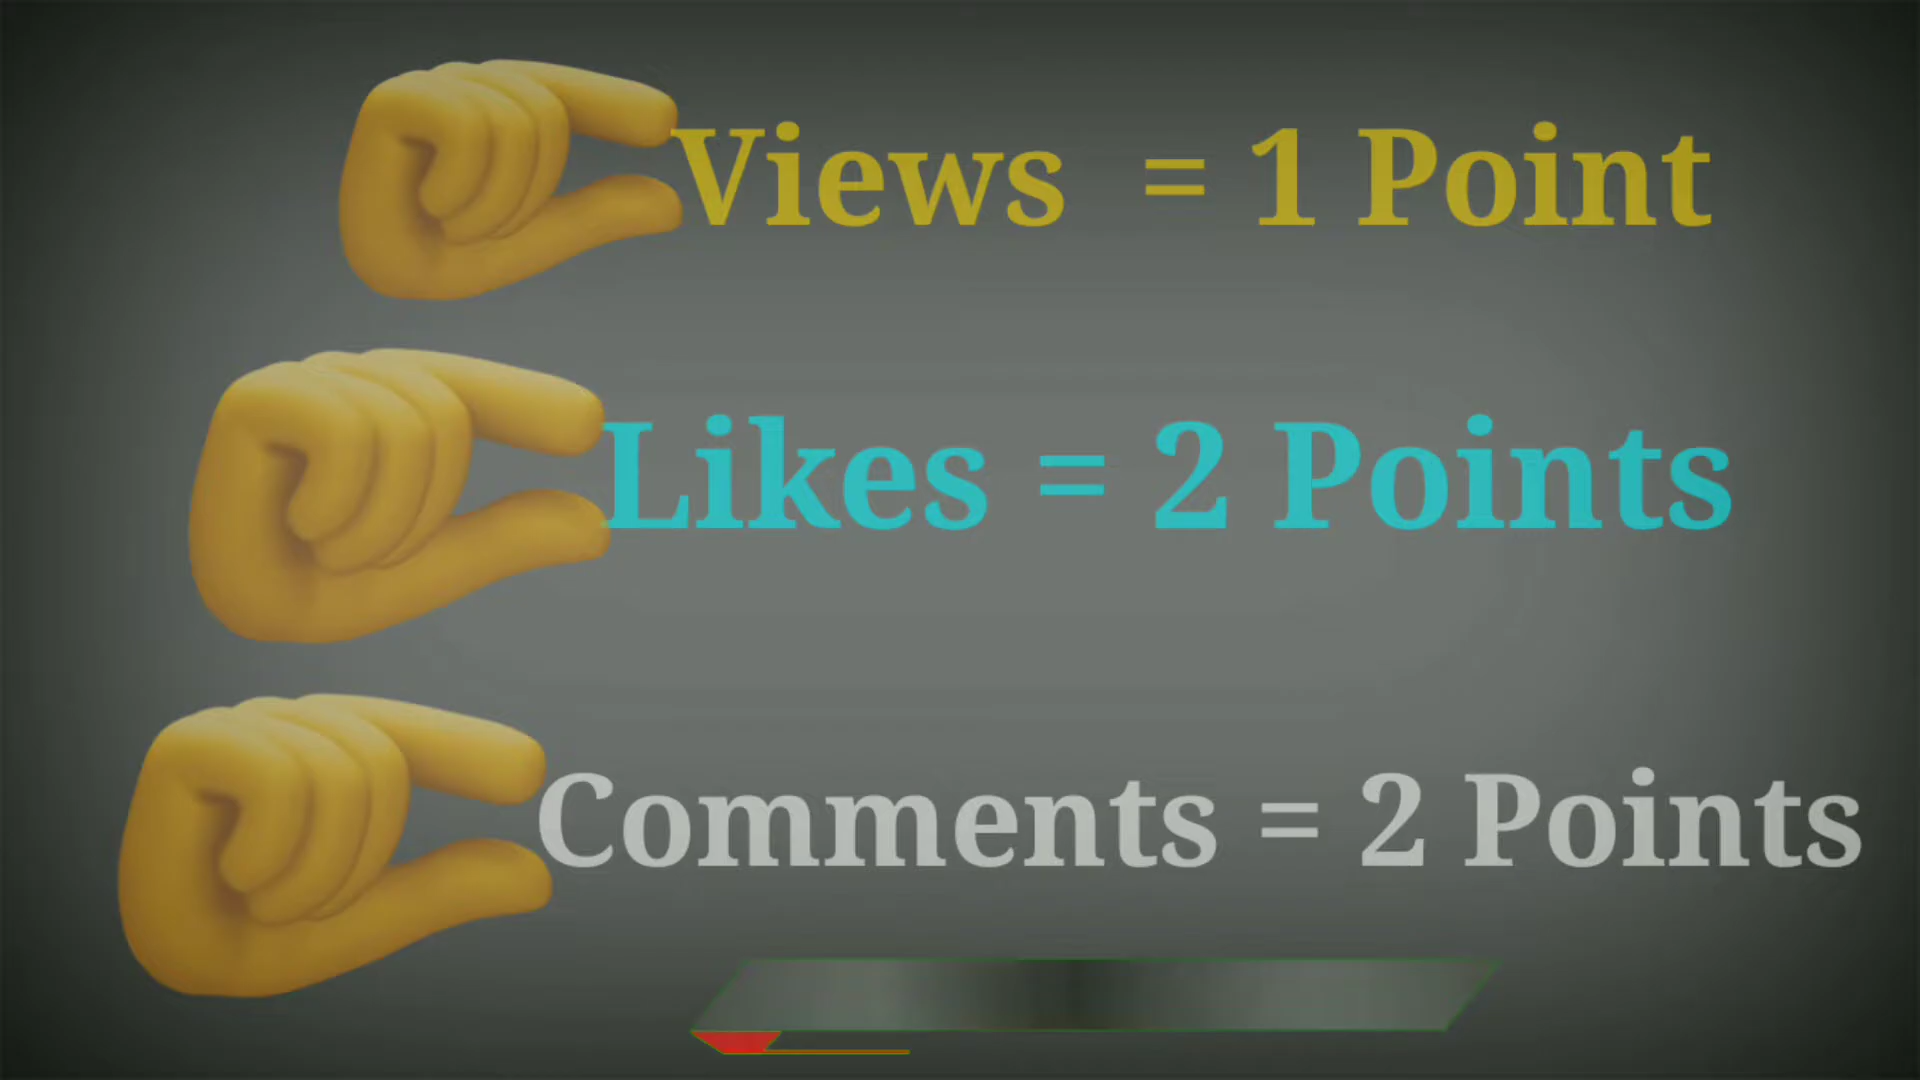 Views = 1 Point
Likes = 2 Points
Comments = 2 Points